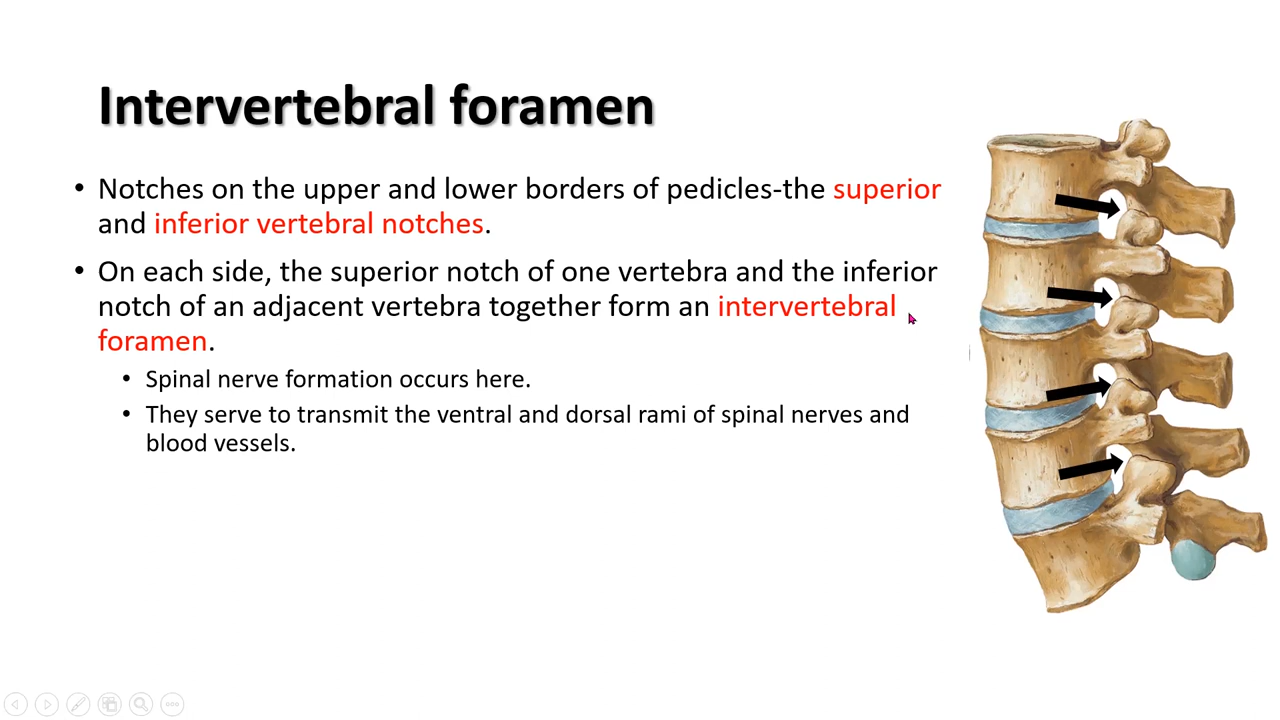 Intervertebral foramen
• Notches on the upper and lower borders of pedicles-the superior
and inferior vertebral notches.
• On each side, the superior notch of one vertebra and the inferior
notch of an adjacent vertebra together form an intervertebral
foramen.
• Spinal nerve formation occurs here.
• They serve to transmit the ventral and dorsal rami of spinal nerves and
blood vessels.